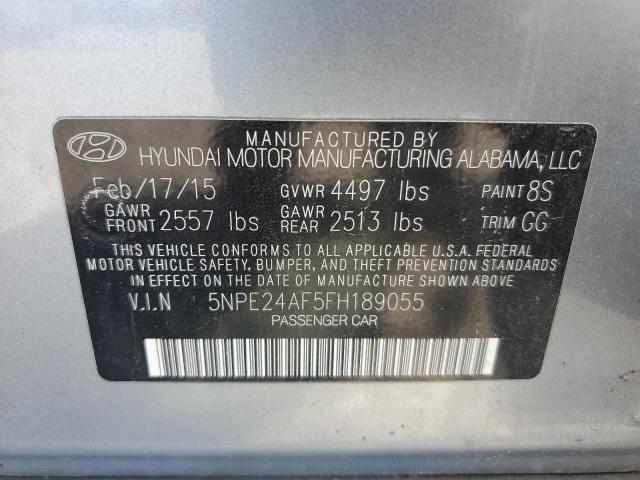 MANUFACTURED BY
HYUNDAI MOTOR MANUFACTURING ALABAMA, LLC
Feb/17/15 GVWR 4497 lbs PAINT 8S
GAWR FRONT 2557 lbs GAWR REAR 2513 lbs TRIM GG
THIS VEHICLE CONFORMS TO ALL APPLICABLE U.S.A. FEDERAL
MOTOR VEHICLE SAFETY, BUMPER, AND THEFT PREVENTION STANDARDS
IN EFFECT ON THE DATE OF MANUFACTURE SHOWN ABOVE
V.I.N 5NPE24AF5FH189055
PASSENGER CAR